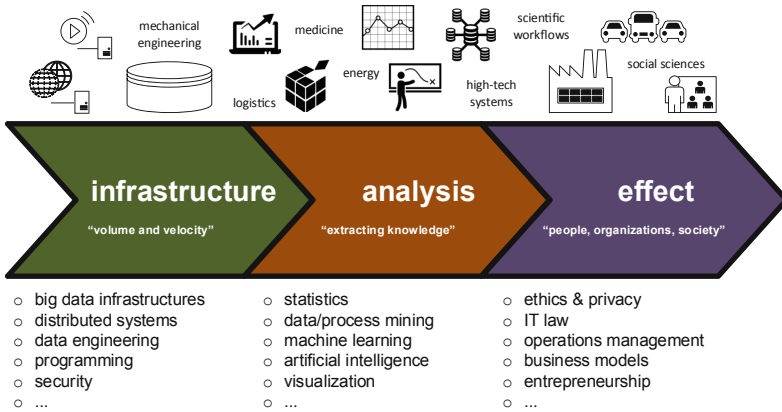 mechanical
engineering
medicine
scientific
workflows
logistics
energy
high-tech
systems
social sciences
infrastructure
“volume and velocity”
analysis
“extracting knowledge”
effect
“people, organizations, society”
o big data infrastructures
o distributed systems
o data engineering
o programming
o security
o ...
o statistics
o data/process mining
o machine learning
o artificial intelligence
o visualization
o ...
o ethics & privacy
o IT law
o operations management
o business models
o entrepreneurship
o ...